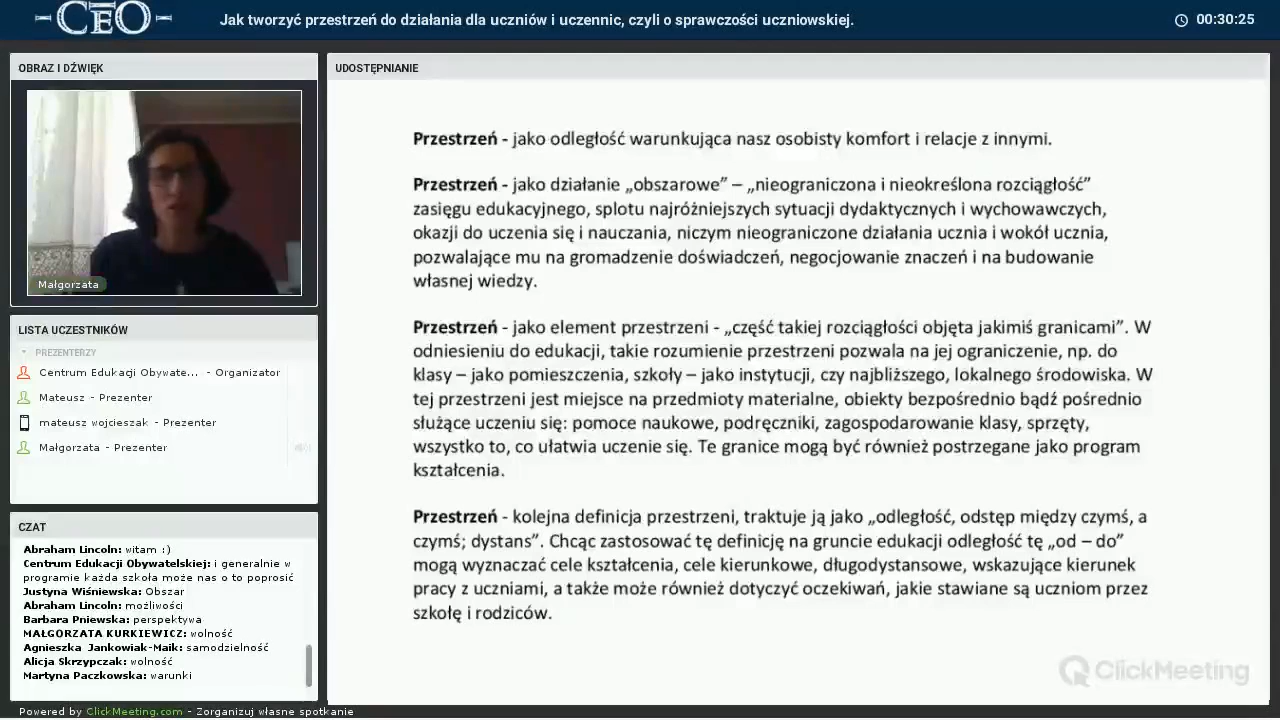 CEO
Jak tworzyć przestrzeń do działania dla uczniów i uczennic, czyli o sprawczości uczniowskiej.
00:30:25
OBRAZ I DŹWIĘK
Małgorzata
LISTA UCZESTNIKÓW
PREZENTERZY
Centrum Edukacji Obywate... - Organizator
Mateusz - Prezenter
mateusz wojcieszak - Prezenter
Małgorzata - Prezenter
CZAT
Abraham Lincoln: witam :)
Centrum Edukacji Obywatelskiej: i generalnie w
programie każda szkoła może nas o to poprosić
Justyna Wiśniewska: Obszar
Abraham Lincoln: możliwości
Barbara Pniewska: perspektywa
MAŁGORZATA KURKIEWICZ: wolność
Agnieszka Jankowiak-Maik: samodzielność
Alicja Skrzypczak: wolność
Martyna Paczkowska: warunki
Powered by ClickMeeting.com - Zorganizuj własne spotkanie
UDOSTĘPNIANIE
Przestrzeń - jako odległość warunkująca nasz osobisty komfort i relacje z innymi.
Przestrzeń - jako działanie „obszarowe” – „nieograniczona i nieokreślona rozciągłość”
zasięgu edukacyjnego, splotu najróżniejszych sytuacji dydaktycznych i wychowawczych,
okazji do uczenia się i nauczania, niczym nieograniczone działania ucznia i wokół ucznia,
pozwalające mu na gromadzenie doświadczeń, negocjowanie znaczeń i na budowanie
własnej wiedzy.
Przestrzeń - jako element przestrzeni - „część takiej rozciągłości objęta jakimiś granicami”. W
odniesieniu do edukacji, takie rozumienie przestrzeni pozwala na jej ograniczenie, np. do
klasy – jako pomieszczenia, szkoły – jako instytucji, czy najbliższego, lokalnego środowiska. W
tej przestrzeni jest miejsce na przedmioty materialne, obiekty bezpośrednio bądź pośrednio
służące uczeniu się: pomoce naukowe, podręczniki, zagospodarowanie klasy, sprzęty,
wszystko to, co ułatwia uczenie się. Te granice mogą być również postrzegane jako program
kształcenia.
Przestrzeń - kolejna definicja przestrzeni, traktuje ją jako „odległość, odstęp między czymś, a
czymś; dystans”. Chcąc zastosować tę definicję na gruncie edukacji odległość tę „od – do”
mogą wyznaczać cele kształcenia, cele kierunkowe, długodystansowe, wskazujące kierunek
pracy z uczniami, a także może również dotyczyć oczekiwań, jakie stawiane są uczniom przez
szkołę i rodziców.
ClickMeeting